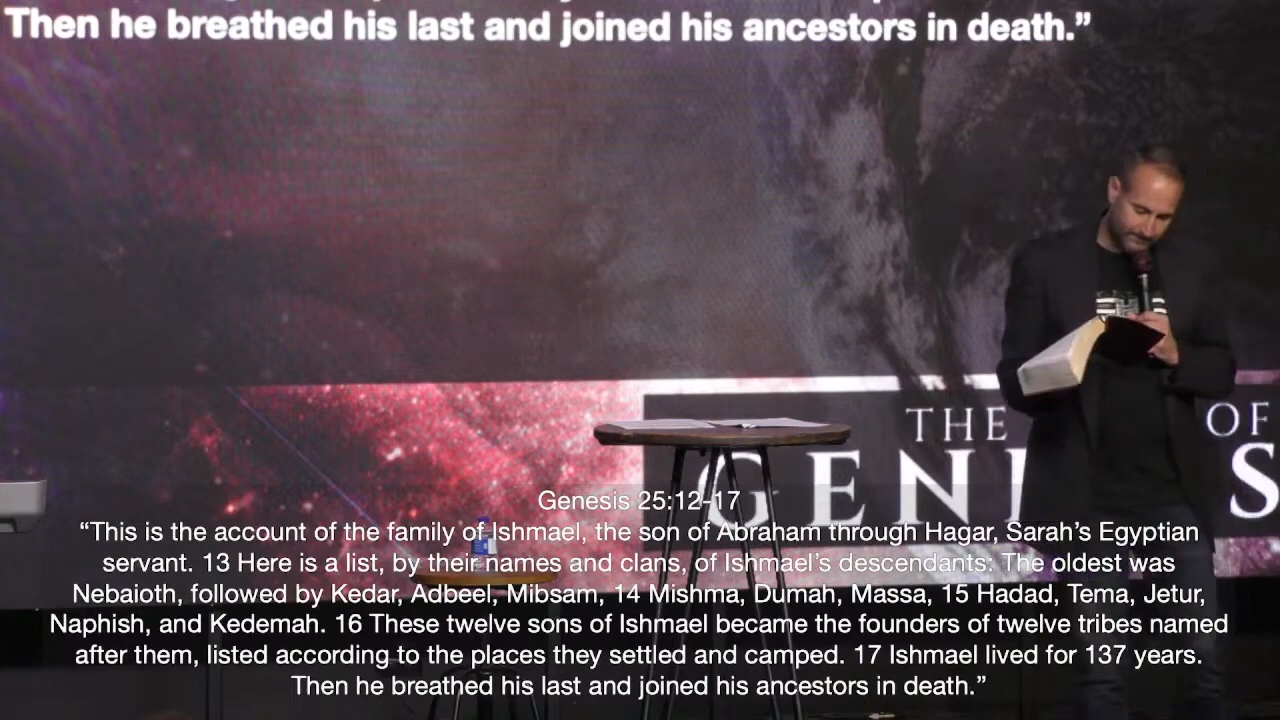 Then he breathed his last and joined his ancestors in death.”
THE OF
GENE S
Genesis 25:12-17
“This is the account of the family of Ishmael, the son of Abraham through Hagar, Sarah’s Egyptian
servant. 13 Here is a list, by their names and clans, of Ishmael’s descendants: The oldest was
Nebaioth, followed by Kedar, Adbeel, Mibsam, 14 Mishma, Dumah, Massa, 15 Hadad, Tema, Jetur,
Naphish, and Kedemah. 16 These twelve sons of Ishmael became the founders of twelve tribes named
after them, listed according to the places they settled and camped. 17 Ishmael lived for 137 years.
Then he breathed his last and joined his ancestors in death.”